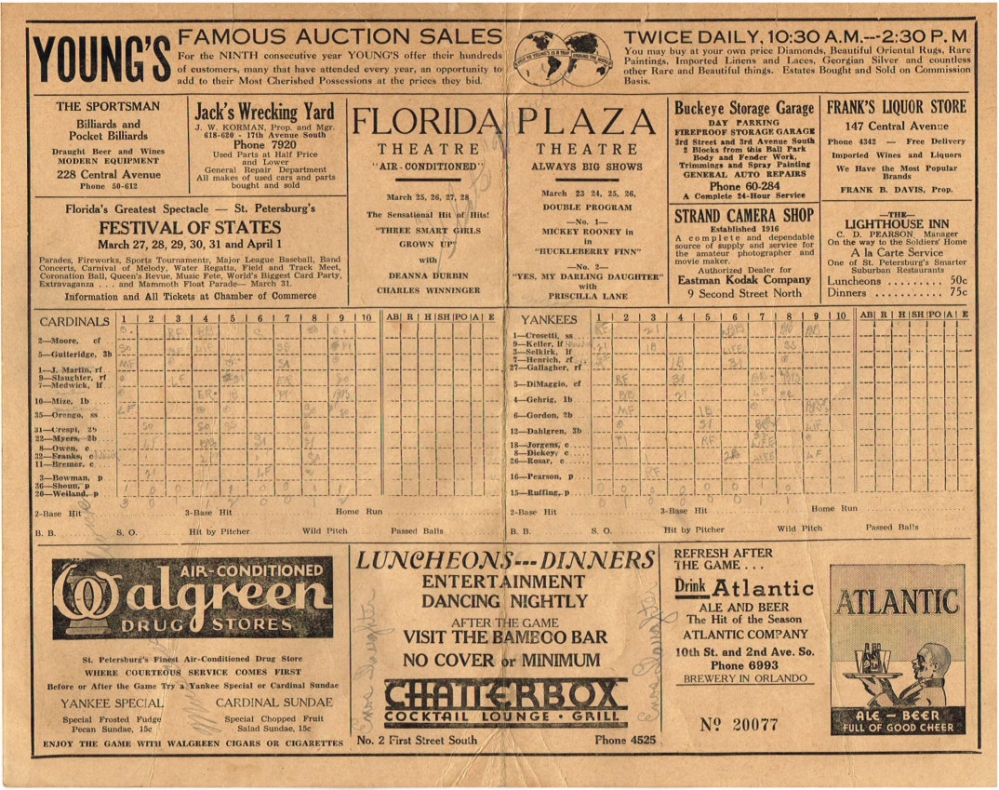 YOUNG'S
FAMOUS AUCTION SALES
For the NINTH consecutive year YOUNG'S offer their hundreds
of customers, many that have attended every year, an opportunity to
add to their Most Cherished Possessions at the prices they bid.
TWICE DAILY, 10:30 A.M.---2:30 P. M
You may buy at your own price Diamonds, Beautiful Oriental Rugs, Rare
Paintings, Imported Linens and Laces, Georgian Silver and countless
other Rare and Beautiful things. Estates Bought and Sold on Commission
Basis.
THE SPORTSMAN
Billiards and
Pocket Billiards
Draught Beer and Wines
MODERN EQUIPMENT
228 Central Avenue
Phone 50-612
Jack's Wrecking Yard
J. W. KORMAN, Prop. and Mgr.
618-620 - 17th Avenue South
Phone 7920
Used Parts at Half Price
and Lower
General Repair Department
All makes of used cars and parts
bought and sold
FLORIDA
THEATRE
"AIR-CONDITIONED"
March 25, 26, 27, 28
The Sensational Hit of Hits!
"THREE SMART GIRLS
GROWN UP"
with
DEANNA DURBIN
CHARLES WINNINGER
PLAZA
THEATRE
ALWAYS BIG SHOWS
March 23 24, 25, 26,
DOUBLE PROGRAM
—No. 1—
MICKEY ROONEY in
in
"HUCKLEBERRY FINN"
—No. 2—
"YES, MY DARLING DAUGHTER"
with
PRISCILLA LANE
Buckeye Storage Garage
DAY PARKING
FIREPROOF STORAGE GARAGE
3rd Street and 3rd Avenue South
2 Blocks from this Ball Park
Body and Fender Work,
Trimmings and Spray Painting
GENERAL AUTO REPAIRS
Phone 60-284
A Complete 24-Hour Service
FRANK'S LIQUOR STORE
147 Central Avenue
Phone 4342 — Free Delivery
Imported Wines and Liquors
We Have the Most Popular
Brands
FRANK B. DAVIS, Prop.
Florida's Greatest Spectacle — St. Petersburg's
FESTIVAL OF STATES
March 27, 28, 29, 30, 31 and April 1
Parades, Fireworks, Sports Tournaments, Major League Baseball, Band
Concerts, Carnival of Melody, Water Regatta, Field and Track Meet,
Coronation Ball, Queen's Revue, Music Fete, World's Biggest Card Party,
Extravaganza . . . and Mammoth Float Parade— March 31.
Information and All Tickets at Chamber of Commerce
STRAND CAMERA SHOP
Established 1916
A complete and dependable
source of supply and service for
the amateur photographer and
movie maker.
Authorized Dealer for
Eastman Kodak Company
9 Second Street North
—THE—
LIGHTHOUSE INN
C. D. PEARSON, Manager
On the way to the Soldiers' Home
A la Carte Service
One of St. Petersburg's Smarter
Suburban Restaurants
Luncheons .......... 50c
Dinners ............ 75c
CARDINALS 1 2 3 4 5 6 7 8 9 10 AB R H SH PO A E
2—Moore, cf
5—Gutteridge, 3b
1—J. Martin, rf
9—Slaughter, rf
7—Medwick, lf
10—Mize, 1b
35—Orengo, ss
31—Crespi, 2b
22—Myers, 2b
8—Owen, c
32—Franks, c
11—Bremer, c
3—Bowman, p
36—Shoun, p
20—Weiland, p
2-Base Hit 3-Base Hit Home Run
B. B. S. O. Hit by Pitcher Wild Pitch Passed Balls
YANKEES 1 2 3 4 5 6 7 8 9 10 AB R H SH PO A E
1—Crosetti, ss
9—Keller, lf
3—Selkirk, lf
7—Henrich, rf
27—Gallagher, rf
5—DiMaggio, cf
4—Gehrig, 1b
6—Gordon, 2b
12—Dahlgren, 3b
18—Jorgens, c
8—Dickey, c
26—Rosar, c
16—Pearson, p
15—Ruffing, p
2-Base Hit 3-Base Hit Home Run
B. B. S. O. Hit by Pitcher Wild Pitch Passed Balls
AIR-CONDITIONED
Walgreen
DRUG STORES
St. Petersburg's Finest Air-Conditioned Drug Store
WHERE COURTEOUS SERVICE COMES FIRST
Before or After the Game Try a Yankee Special or Cardinal Sundae
YANKEE SPECIAL
Special Frosted Fudge
Pecan Sundae, 15c
CARDINAL SUNDAE
Special Chopped Fruit
Salad Sundae, 15c
ENJOY THE GAME WITH WALGREEN CIGARS OR CIGARETTES
LUNCHEONS---DINNERS
ENTERTAINMENT
DANCING NIGHTLY
AFTER THE GAME
VISIT THE BAMBOO BAR
NO COVER or MINIMUM
CHATTERBOX
COCKTAIL LOUNGE • GRILL
No. 2 First Street South Phone 4525
Enos Slaughter
Enos Slaughter
REFRESH AFTER
THE GAME . . .
Drink Atlantic
ALE AND BEER
The Hit of the Season
ATLANTIC COMPANY
10th St. and 2nd Ave. So.
Phone 6993
BREWERY IN ORLANDO
Nº 20077
ATLANTIC
ALE — BEER
FULL OF GOOD CHEER